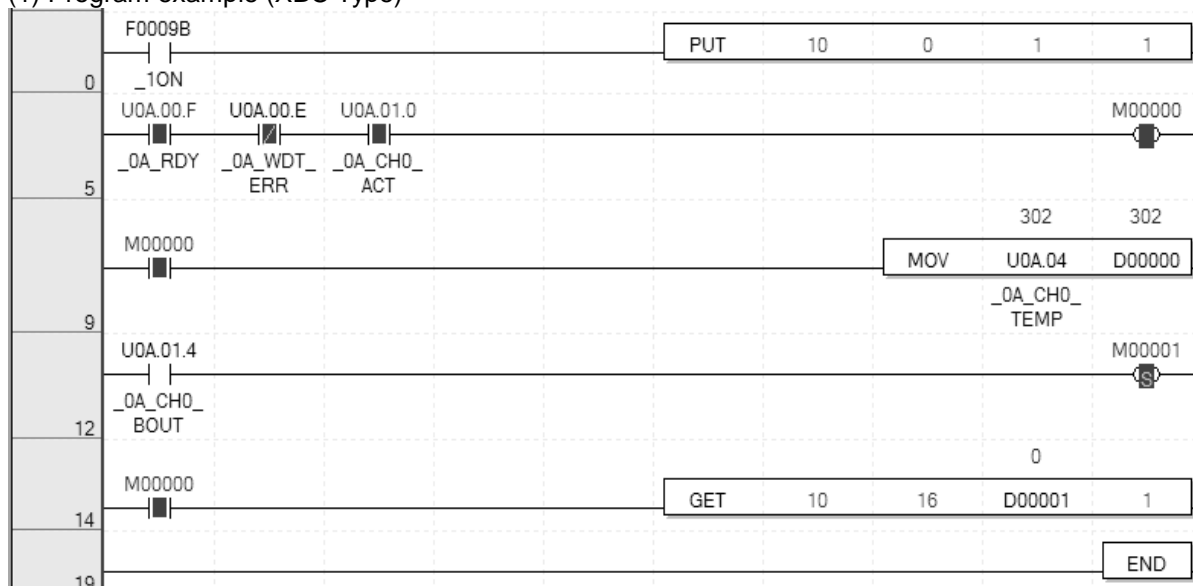 (1) Program example (XBC Type)
F0009B
PUT 10 0 1 1
0 _1ON
U0A.00.F U0A.00.E U0A.01.0 M00000
_0A_RDY _0A_WDT_ _0A_CH0_
5 ERR ACT
302 302
M00000
MOV U0A.04 D00000
_0A_CH0_
9 TEMP
U0A.01.4 M00001
S
_0A_CH0_
12 BOUT
0
M00000
GET 10 16 D00001 1
14
END
19